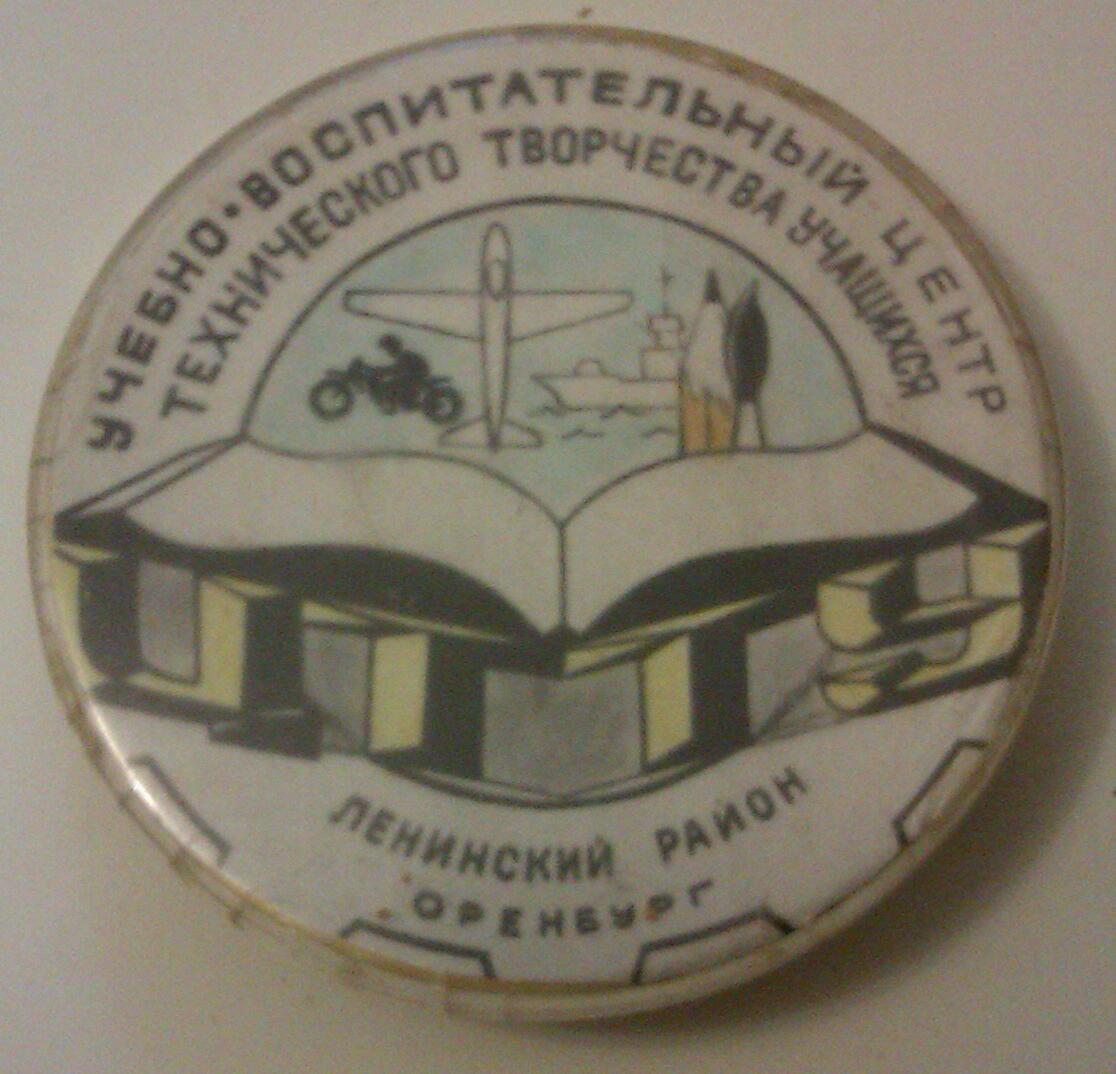 УЧЕБНО-ВОСПИТАТЕЛЬНЫЙ ЦЕНТР
ТЕХНИЧЕСКОГО ТВОРЧЕСТВА УЧАЩИХСЯ
ЛЕНИНСКИЙ РАЙОН
ОРЕНБУРГ